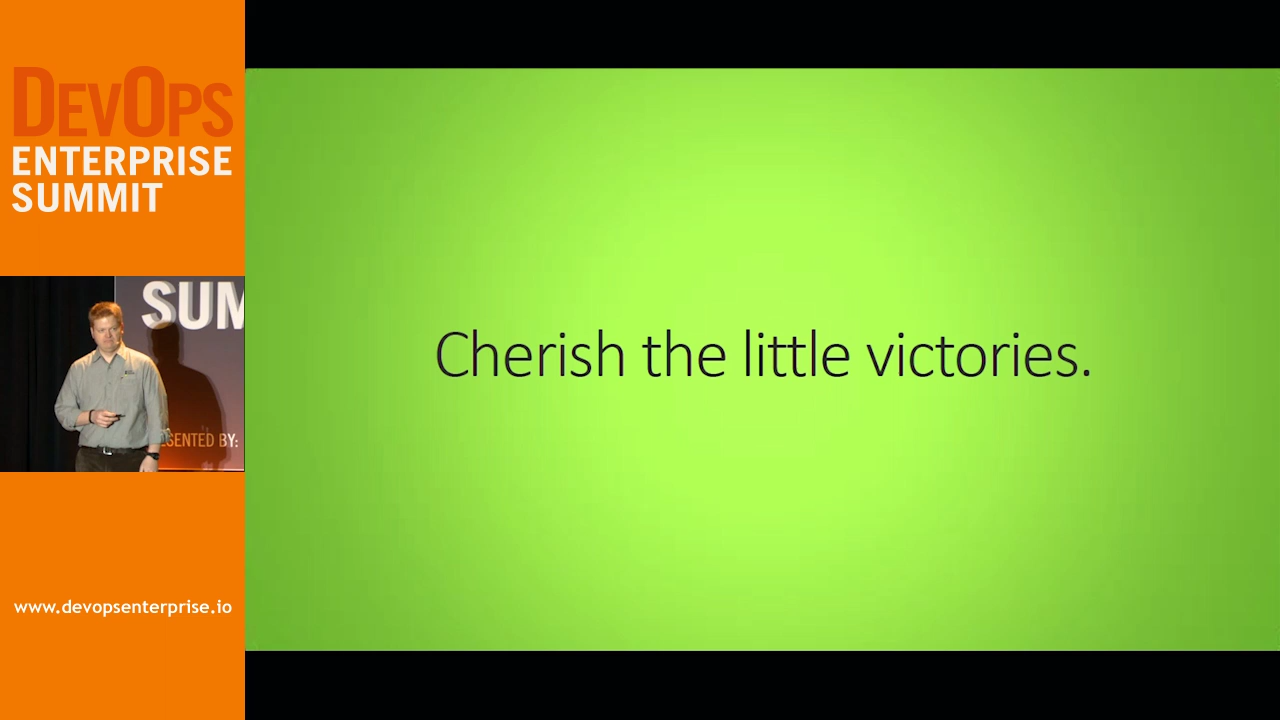 DEVOPS
ENTERPRISE
SUMMIT
SUM
SENTED BY:
www.devopsenterprise.io
Cherish the little victories.